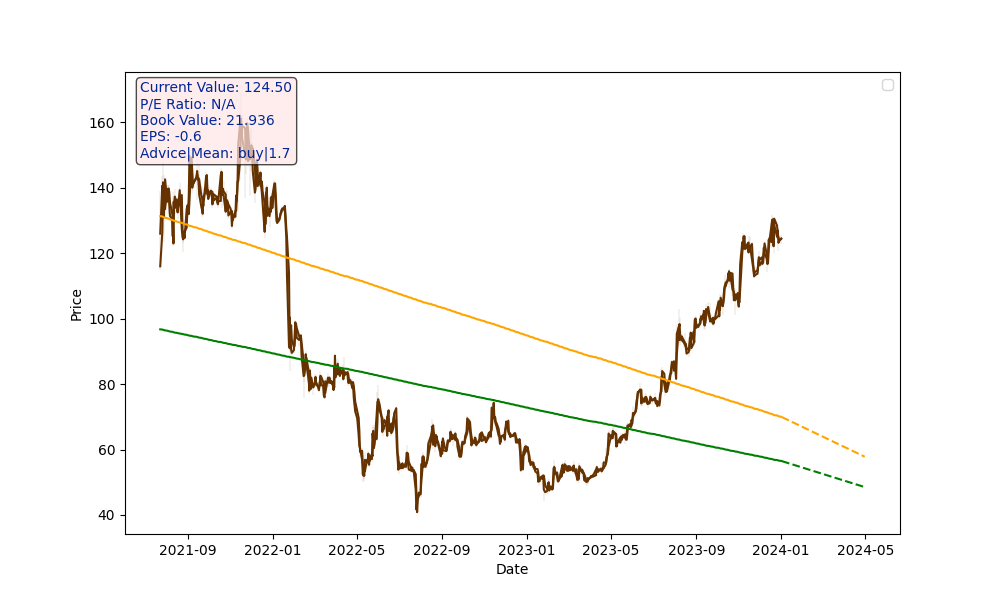 Current Value: 124.50
P/E Ratio: N/A
Book Value: 21.936
EPS: -0.6
Advice|Mean: buy|1.7
160
140
120
100
80
60
40
Price
2021-09 2022-01 2022-05 2022-09 2023-01 2023-05 2023-09 2024-01 2024-05
Date